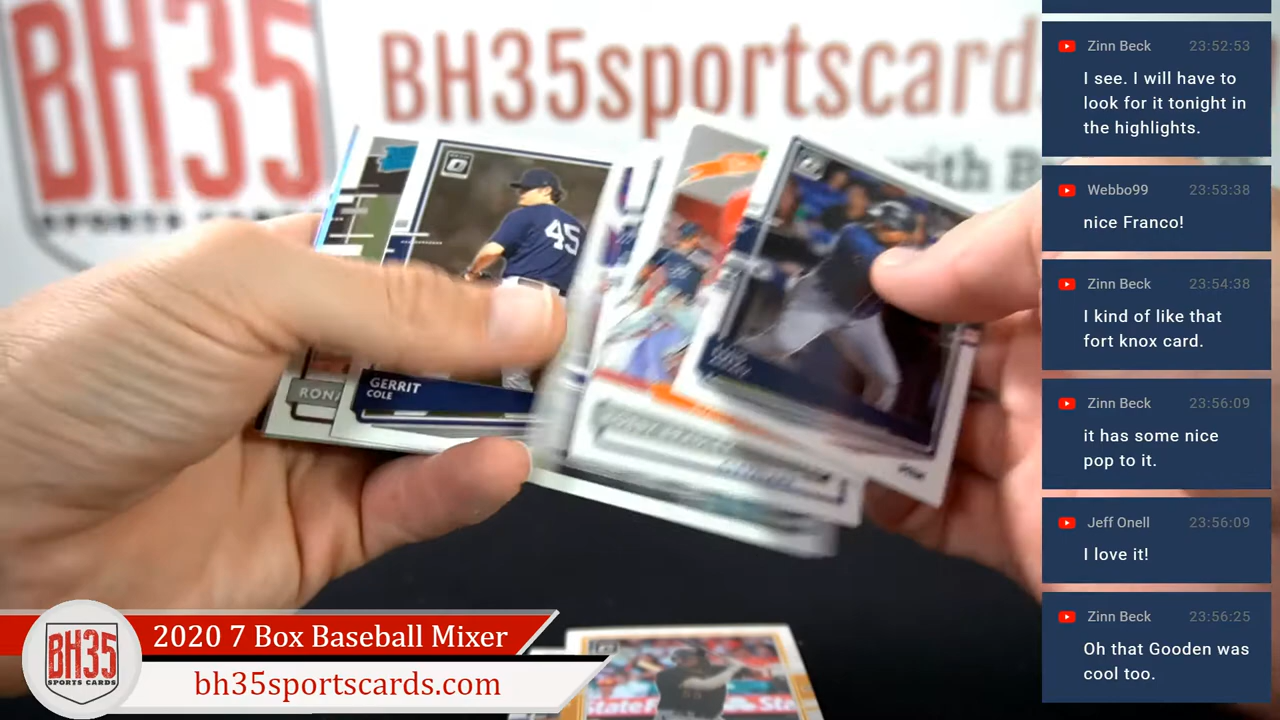 BH35
SPORTS CARDS
BH35sportscard
with B
45
GERRIT
COLE
RONA
Zinn Beck 23:52:53
I see. I will have to
look for it tonight in
the highlights.
Webbo99 23:53:38
nice Franco!
Zinn Beck 23:54:38
I kind of like that
fort knox card.
Zinn Beck 23:56:09
it has some nice
pop to it.
Jeff Onell 23:56:09
I love it!
Zinn Beck 23:56:25
Oh that Gooden was
cool too.
BH35
SPORTS CARDS
2020 7 Box Baseball Mixer
bh35sportscards.com